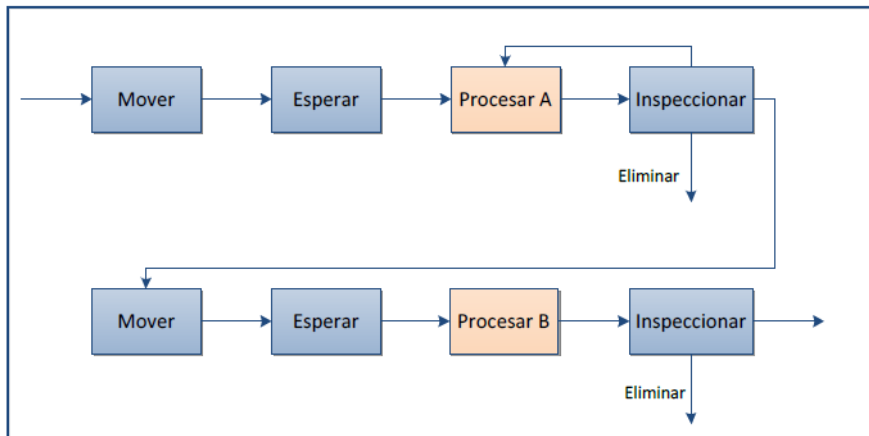 Mover
Esperar
Procesar A
Inspeccionar
Eliminar
Mover
Esperar
Procesar B
Inspeccionar
Eliminar